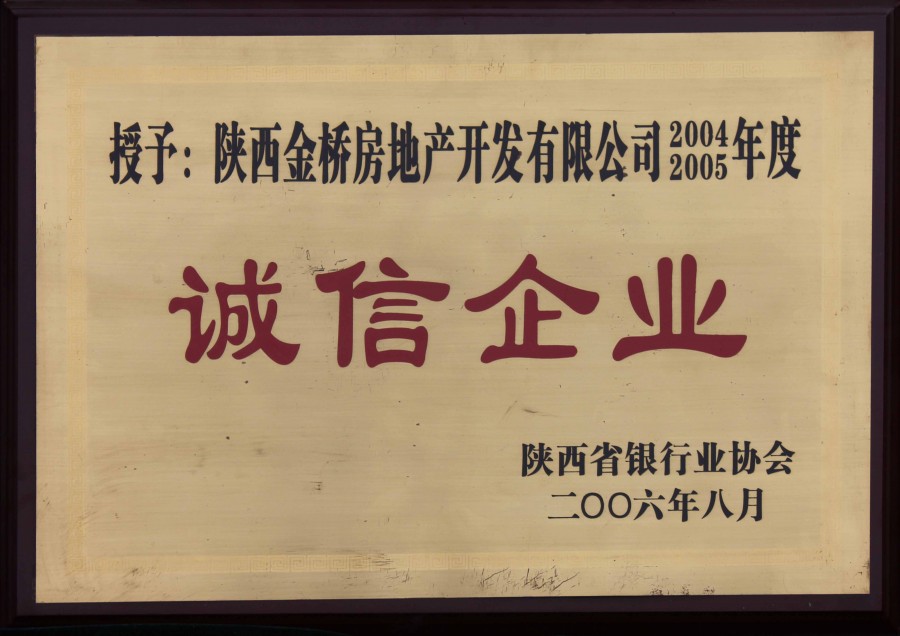 授予：陕西金桥房地产开发有限公司2004 2005年度
诚信企业
陕西省银行业协会
二〇〇六年八月